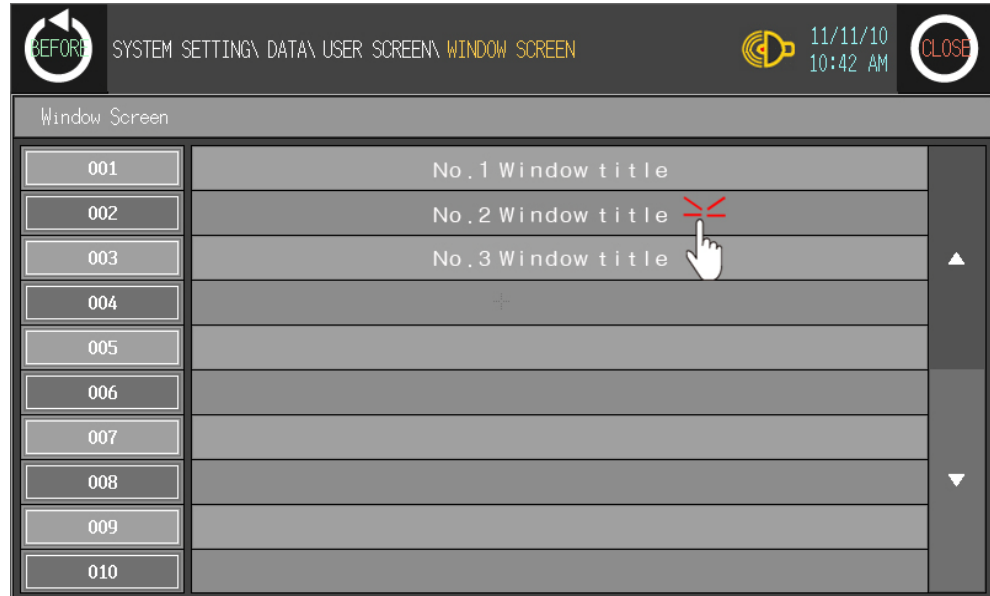 BEFORE SYSTEM SETTING\ DATA\ USER SCREEN\ WINDOW SCREEN 11/11/10 CLOSE
10:42 AM
Window Screen
001 No.1 Window title
002 No.2 Window title
003 No.3 Window title
004
005
006
007
008
009
010